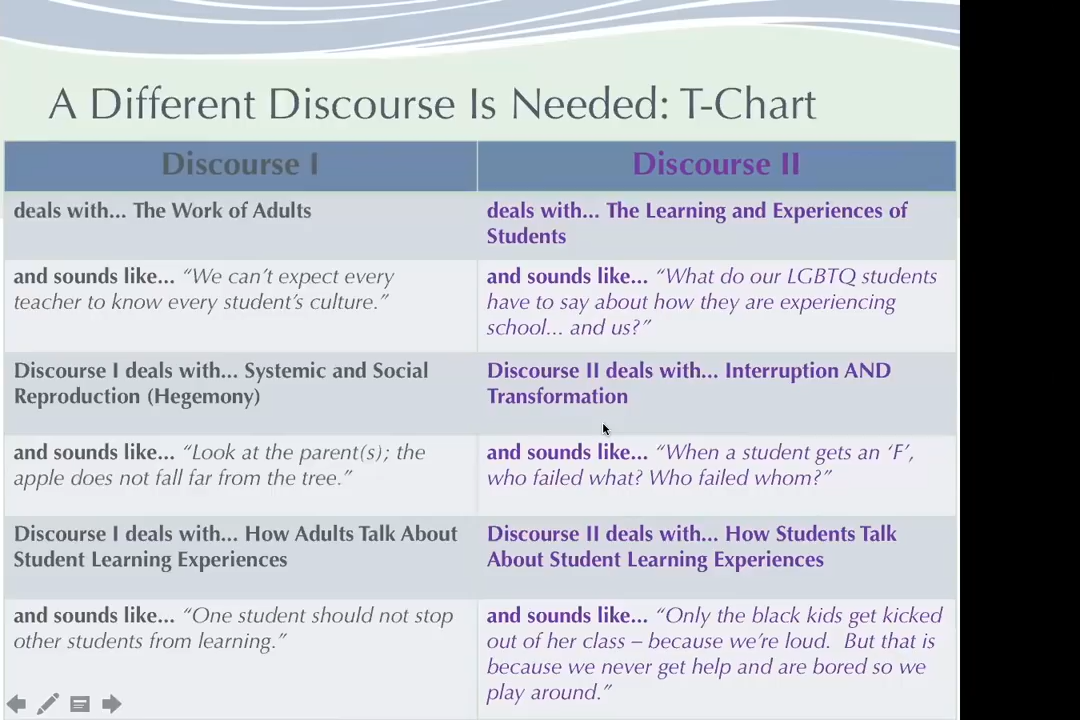 A Different Discourse Is Needed: T-Chart
Discourse I
Discourse II
deals with... The Work of Adults
deals with... The Learning and Experiences of
Students
and sounds like... “We can’t expect every
teacher to know every student’s culture.”
and sounds like... “What do our LGBTQ students
have to say about how they are experiencing
school... and us?”
Discourse I deals with... Systemic and Social
Reproduction (Hegemony)
Discourse II deals with... Interruption AND
Transformation
and sounds like... “Look at the parent(s); the
apple does not fall far from the tree.”
and sounds like... “When a student gets an ‘F’,
who failed what? Who failed whom?”
Discourse I deals with... How Adults Talk About
Student Learning Experiences
Discourse II deals with... How Students Talk
About Student Learning Experiences
and sounds like... “One student should not stop
other students from learning.”
and sounds like... “Only the black kids get kicked
out of her class – because we’re loud.  But that is
because we never get help and are bored so we
play around.”